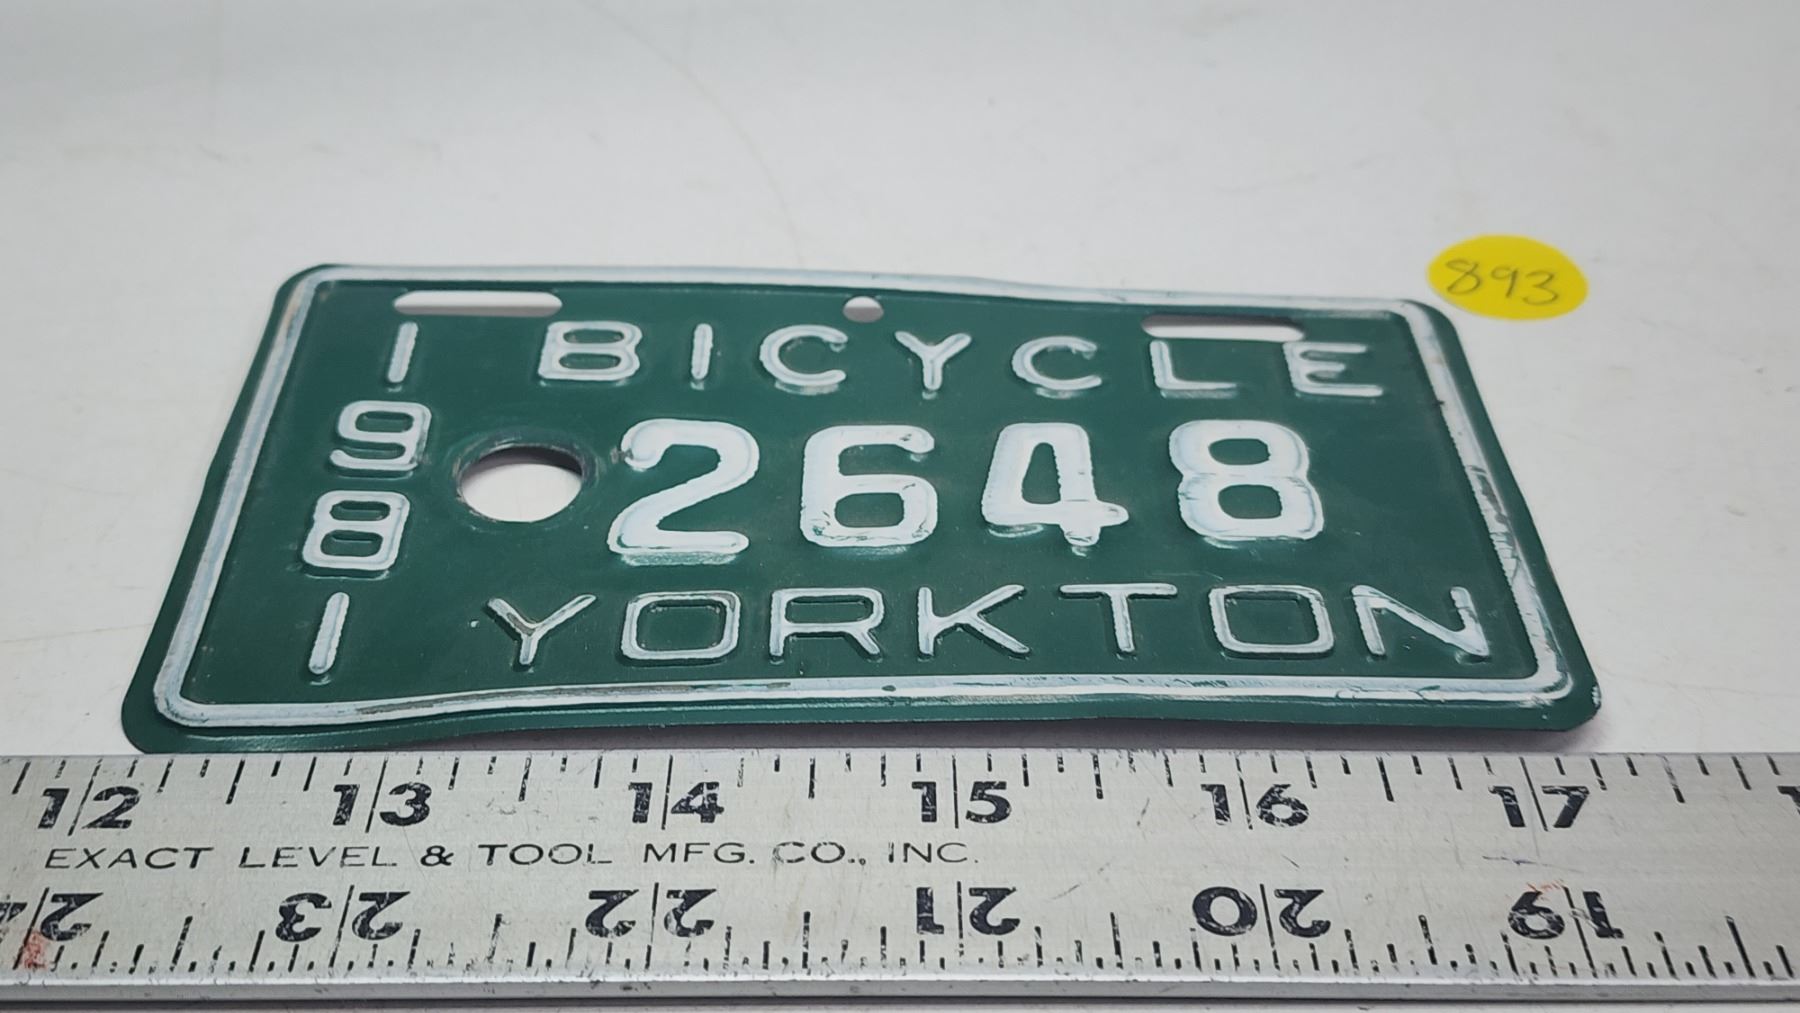 893
BICYCLE
1981
2648
YORKTON
12 13 14 15 16 17
EXACT LEVEL & TOOL MFG. CO., INC.
24 23 22 21 20 19